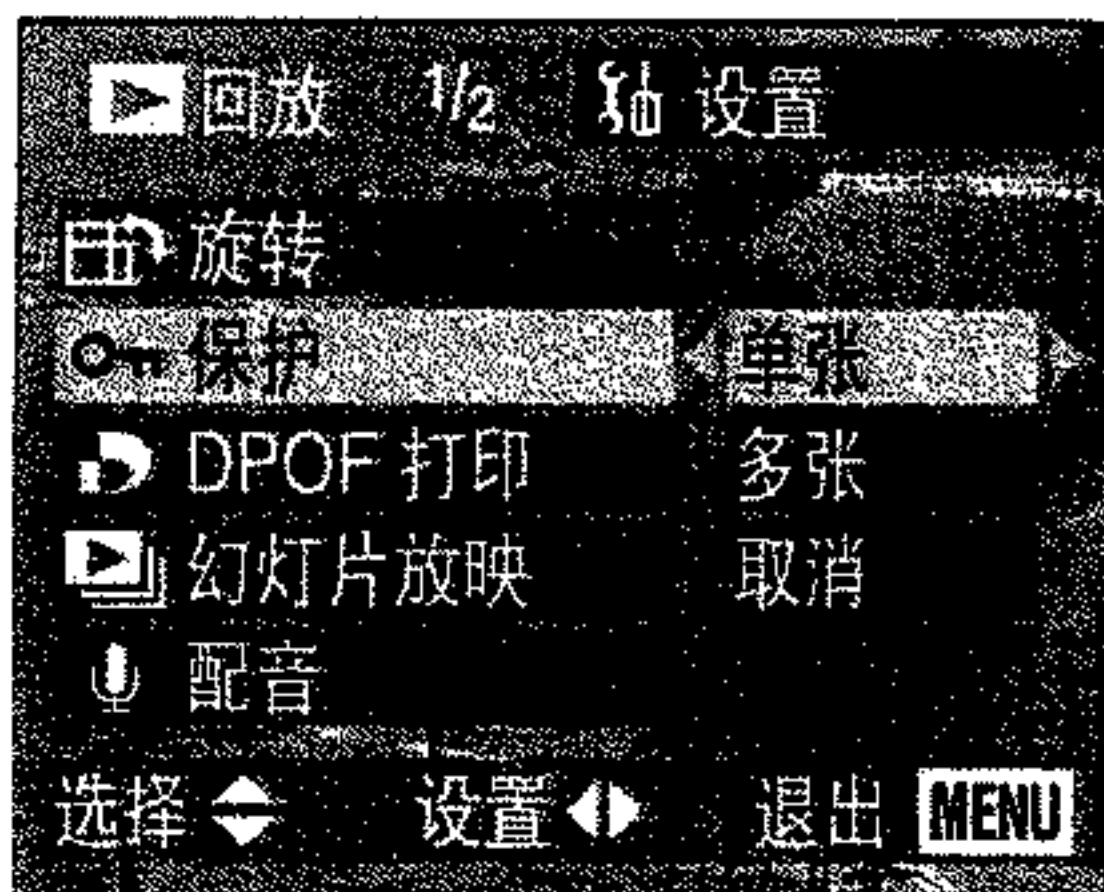 回放 1/2 设置
旋转
保护 单张
DPOF 打印 多张
幻灯片放映 取消
配音
选择 设置 退出 MENU